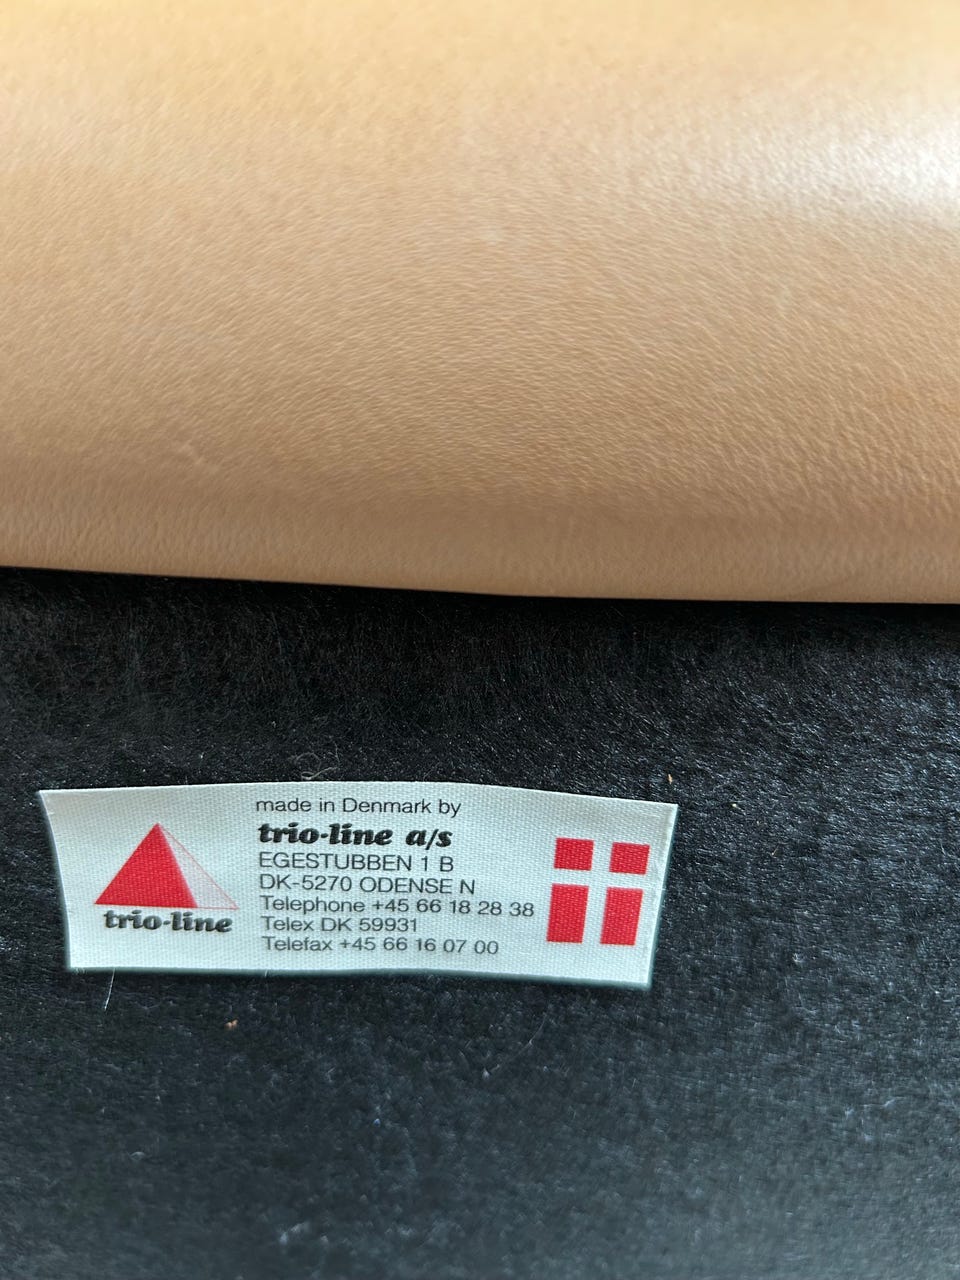 made in Denmark by
trio-line a/s
EGESTUBBEN 1 B
DK-5270 ODENSE N
Telephone +45 66 18 28 38
Telex DK 59931
Telefax +45 66 16 07 00
trio-line